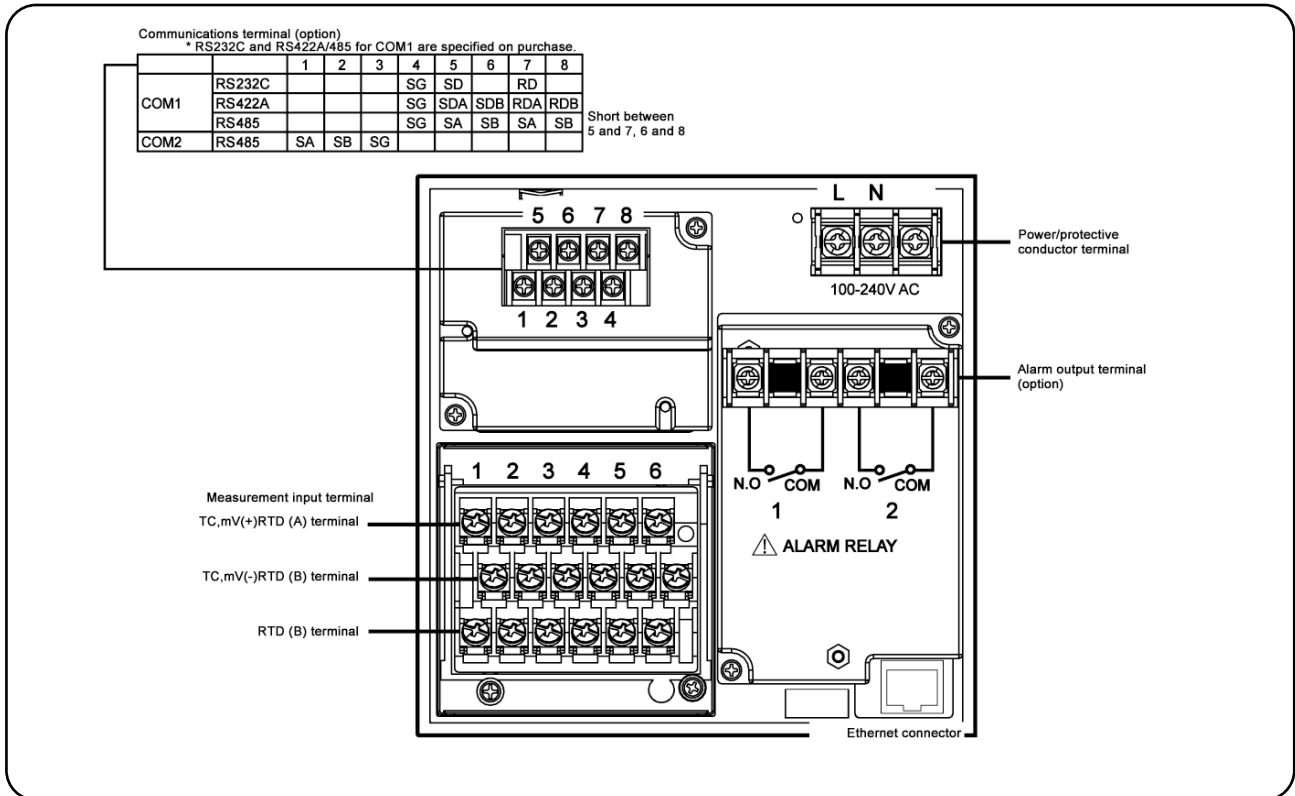 Communications terminal (option)
* RS232C and RS422A/485 for COM1 are specified on purchase.
1 2 3 4 5 6 7 8
COM1 RS232C SG SD RD
RS422A SG SDA SDB RDA RDB
RS485 SG SA SB SA SB
COM2 RS485 SA SB SG
Short between
5 and 7, 6 and 8
L N
5 6 7 8
1 2 3 4
100-240V AC
Power/protective
conductor terminal
Alarm output terminal
(option)
N.O COM N.O COM
1 2
ALARM RELAY
1 2 3 4 5 6
Measurement input terminal
TC,mV(+)RTD (A) terminal
TC,mV(-)RTD (B) terminal
RTD (B) terminal
Ethernet connector